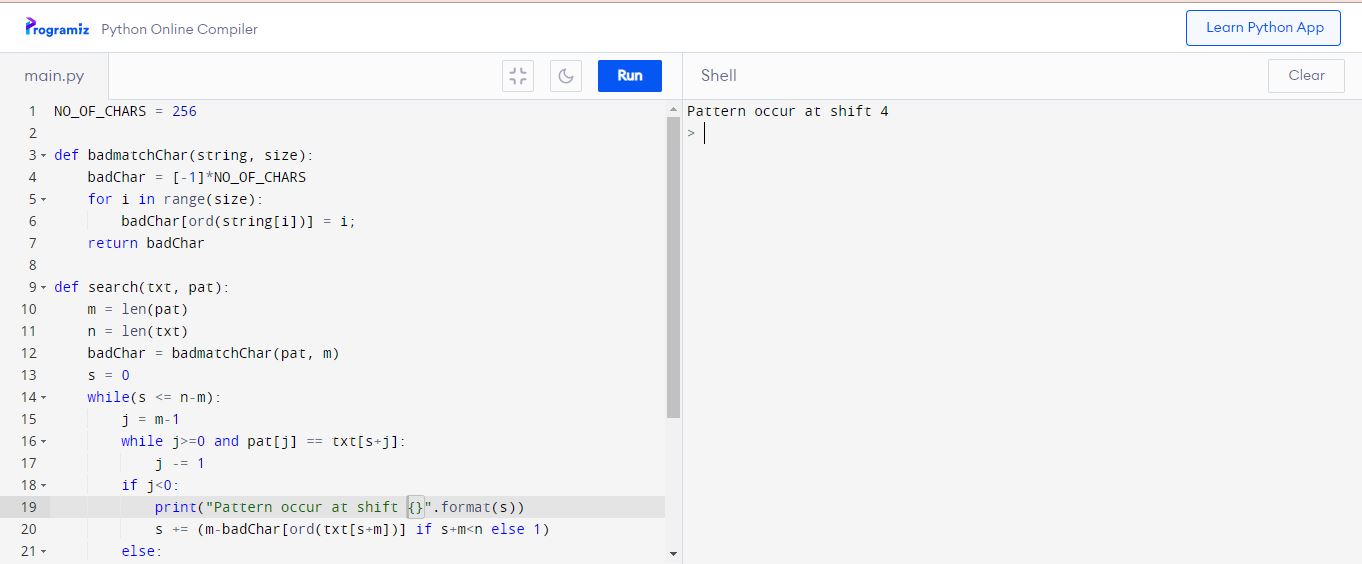 Programiz Python Online Compiler Learn Python App
main.py Run Shell Clear
1 NO_OF_CHARS = 256
2
3 def badmatchChar(string, size):
4     badChar = [-1]*NO_OF_CHARS
5     for i in range(size):
6         badChar[ord(string[i])] = i;
7     return badChar
8
9 def search(txt, pat):
10     m = len(pat)
11     n = len(txt)
12     badChar = badmatchChar(pat, m)
13     s = 0
14     while(s <= n-m):
15         j = m-1
16         while j>=0 and pat[j] == txt[s+j]:
17             j -= 1
18         if j<0:
19             print("Pattern occur at shift {}".format(s))
20             s += (m-badChar[ord(txt[s+m])] if s+m<n else 1)
21         else:
Pattern occur at shift 4
>